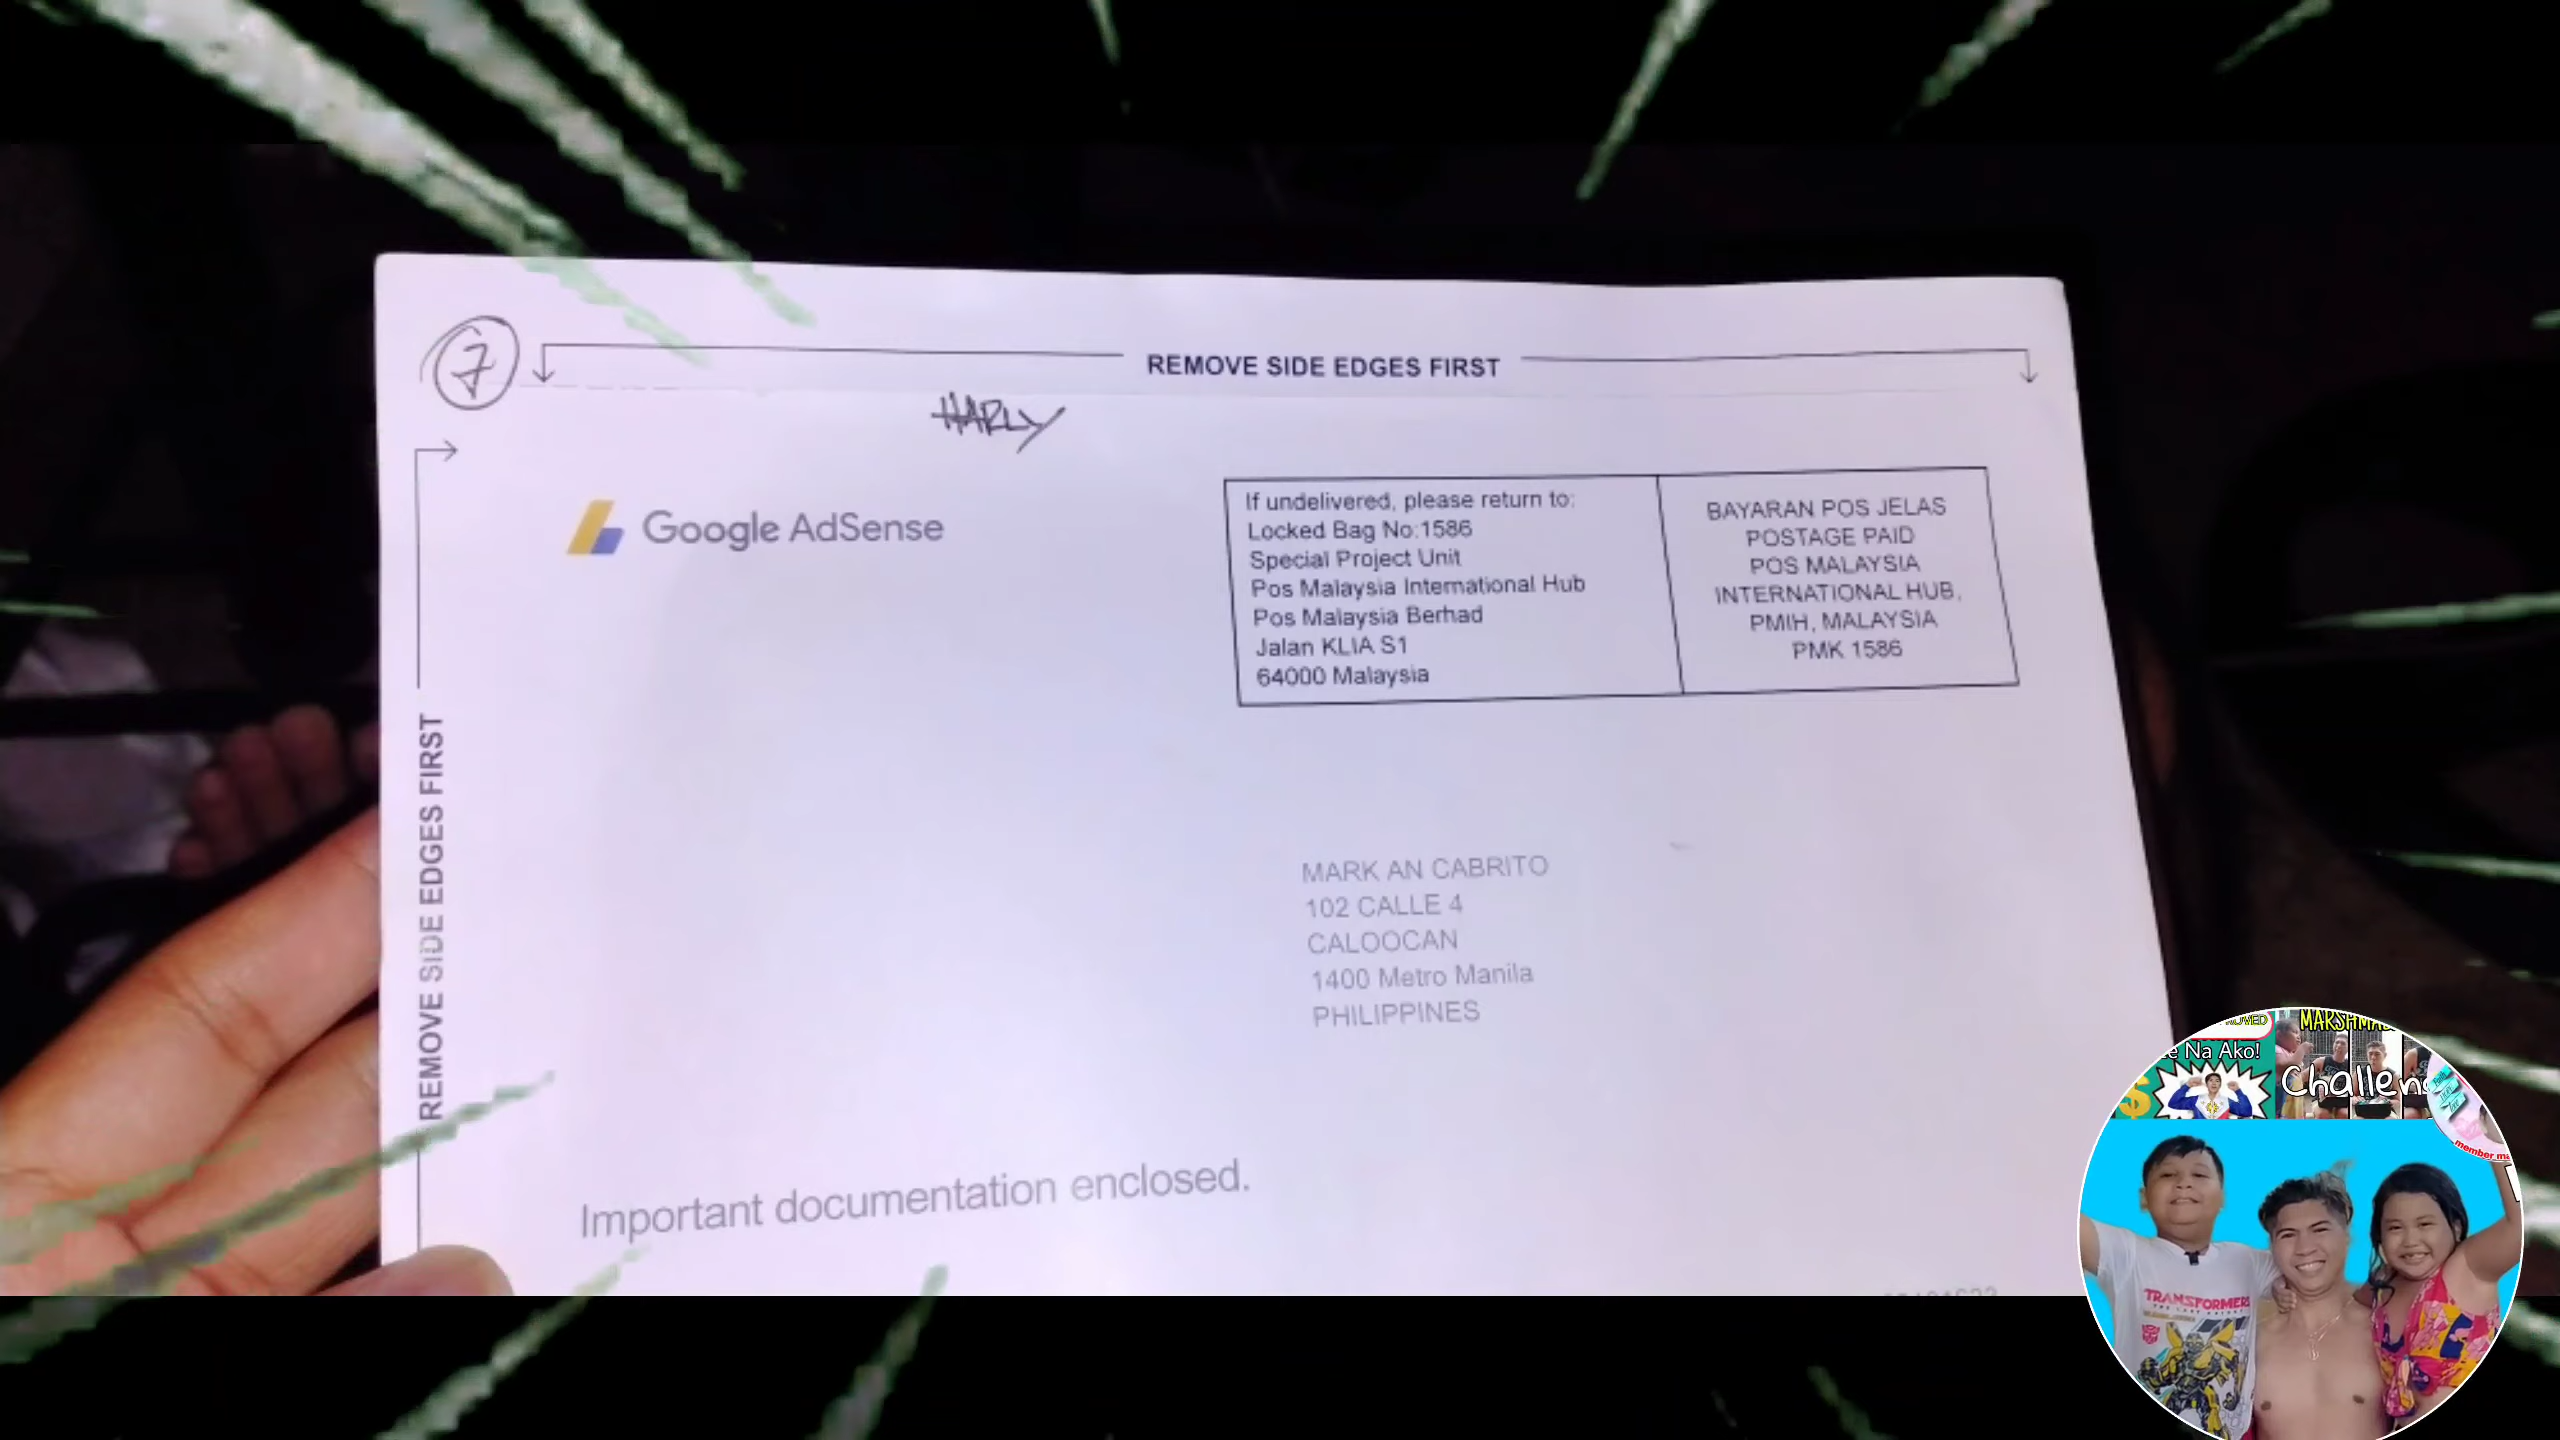 7
REMOVE SIDE EDGES FIRST
HARLY
Google AdSense
If undelivered, please return to:
Locked Bag No:1586
Special Project Unit
Pos Malaysia International Hub
Pos Malaysia Berhad
Jalan KLIA S1
64000 Malaysia
BAYARAN POS JELAS
POSTAGE PAID
POS MALAYSIA
INTERNATIONAL HUB,
PMIH, MALAYSIA
PMK 1586
REMOVE SIDE EDGES FIRST
MARK AN CABRITO
102 CALLE 4
CALOOCAN
1400 Metro Manila
PHILIPPINES
Important documentation enclosed.
Na Ako!
$
Challen
TRANSFORMERS